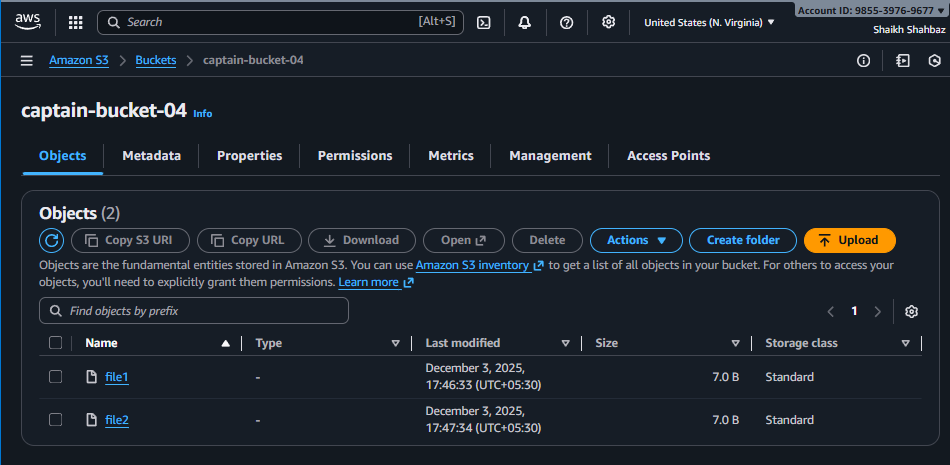 aws
Search [Alt+S]
United States (N. Virginia)
Account ID: 9855-3976-9677
Shaikh Shahbaz
Amazon S3 > Buckets > captain-bucket-04
captain-bucket-04 Info
Objects Metadata Properties Permissions Metrics Management Access Points
Objects (2)
Copy S3 URI Copy URL Download Open Delete Actions Create folder Upload
Objects are the fundamental entities stored in Amazon S3. You can use Amazon S3 inventory to get a list of all objects in your bucket. For others to access your
objects, you'll need to explicitly grant them permissions. Learn more
Find objects by prefix
1
Name Type Last modified Size Storage class
file1 - December 3, 2025, 17:46:33 (UTC+05:30) 7.0 B Standard
file2 - December 3, 2025, 17:47:34 (UTC+05:30) 7.0 B Standard